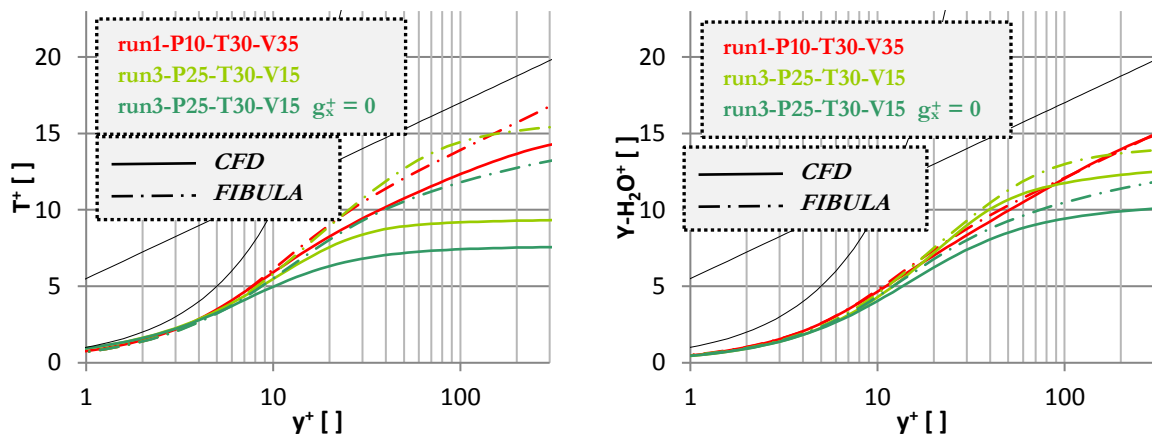 run1-P10-T30-V35
run3-P25-T30-V15
run3-P25-T30-V15 g⁺ₓ = 0
CFD
FIBULA
T⁺ [ ]
20
15
10
5
0
1
10
100
y⁺ [ ]
run1-P10-T30-V35
run3-P25-T30-V15
run3-P25-T30-V15 g⁺ₓ = 0
CFD
FIBULA
Y-H₂O⁺ [ ]
20
15
10
5
0
1
10
100
y⁺ [ ]